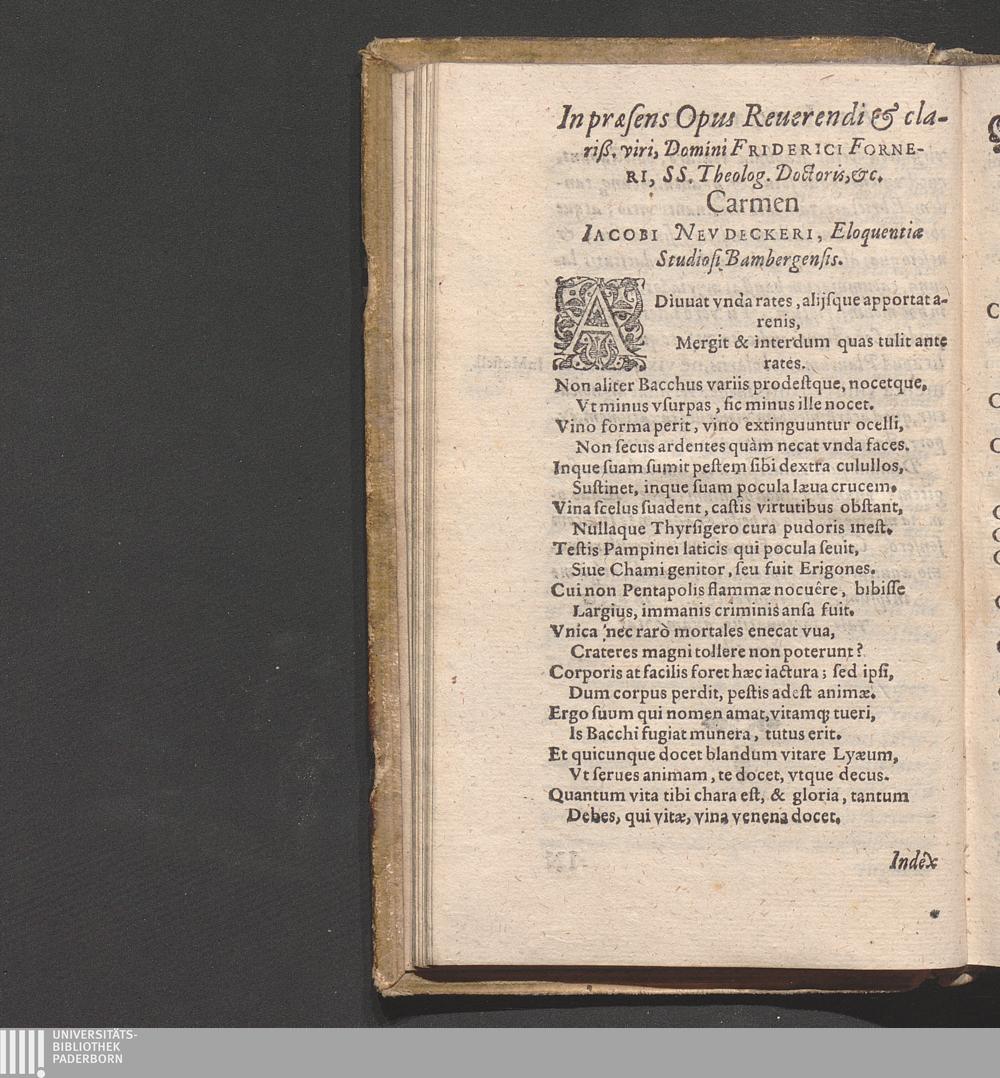 In præſens Opus Reuerendi & cla-
riß. viri, Domini FRIDERICI FORNE-
RI, SS. Theolog. Doctoris, &c.
Carmen
IACOBI NEVDECKERI, Eloquentiæ
Studioſi Bambergenſis.
ADiuuat vnda rates, alijſque apportat a-
renis,
Mergit & interdum quas tulit ante
rates.
Non aliter Bacchus variis prodeſtque, nocetque,
Vt minus vſurpas, ſic minus ille nocet.
Vino forma perit, vino extinguuntur ocelli,
Non ſecus ardentes quàm necat vnda faces.
Inque ſuam ſumit peſtem ſibi dextra culullos,
Suſtinet, inque ſuam pocula læua crucem.
Vina ſcelus ſuadent, caſtis virtutibus obſtant,
Nullaque Thyrſigero cura pudoris ineſt.
Teſtis Pampinei laticis qui pocula ſeuit,
Siue Chami genitor, ſeu fuit Erigones.
Cui non Pentapolis flammæ nocuêre, bibiſſe
Largius, immanis criminis anſa fuit.
Vnica nec rarò mortales enecat vua,
Crateres magni tollere non poterunt?
Corporis at facilis foret hæc iactura; ſed ipſi,
Dum corpus perdit, peſtis adeſt animæ.
Ergo ſuum qui nomen amat, vitamq́; tueri,
Is Bacchi fugiat munera, tutus erit.
Et quicunque docet blandum vitare Lyæum,
Vt ſerues animam, te docet, vtque decus.
Quantum vita tibi chara eſt, & gloria, tantum
Debes, qui vitæ, vina venena docet.
Index
UNIVERSITÄTS-
BIBLIOTHEK
PADERBORN